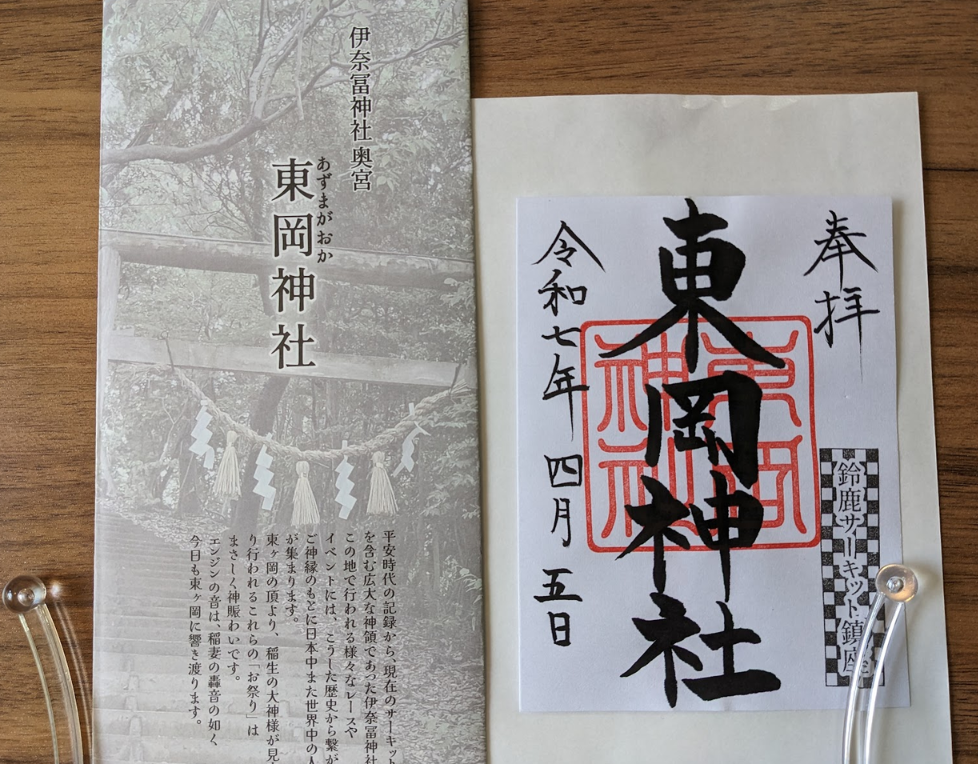 伊奈冨神社 奥宮
あずまがおか
東岡神社
平安時代の記録から、現在のサーキット
を含む広大な神領であった伊奈冨神社
この地で行われる様々なレースや
イベントには、こうした歴史から繋が
ご神縁のもとに日本中また世界中の人
が集まります。
東ヶ岡の頂より、稲生の大神様が見
り行われるこれらの「お祭り」は
まさしく神賑わいです。
エンジンの音は、稲妻の轟音の如く
今日も東ヶ岡に響き渡ります。
奉拝
鈴鹿サーキット鎮座
東岡神社
東岡神社
令和七年 四月 五日